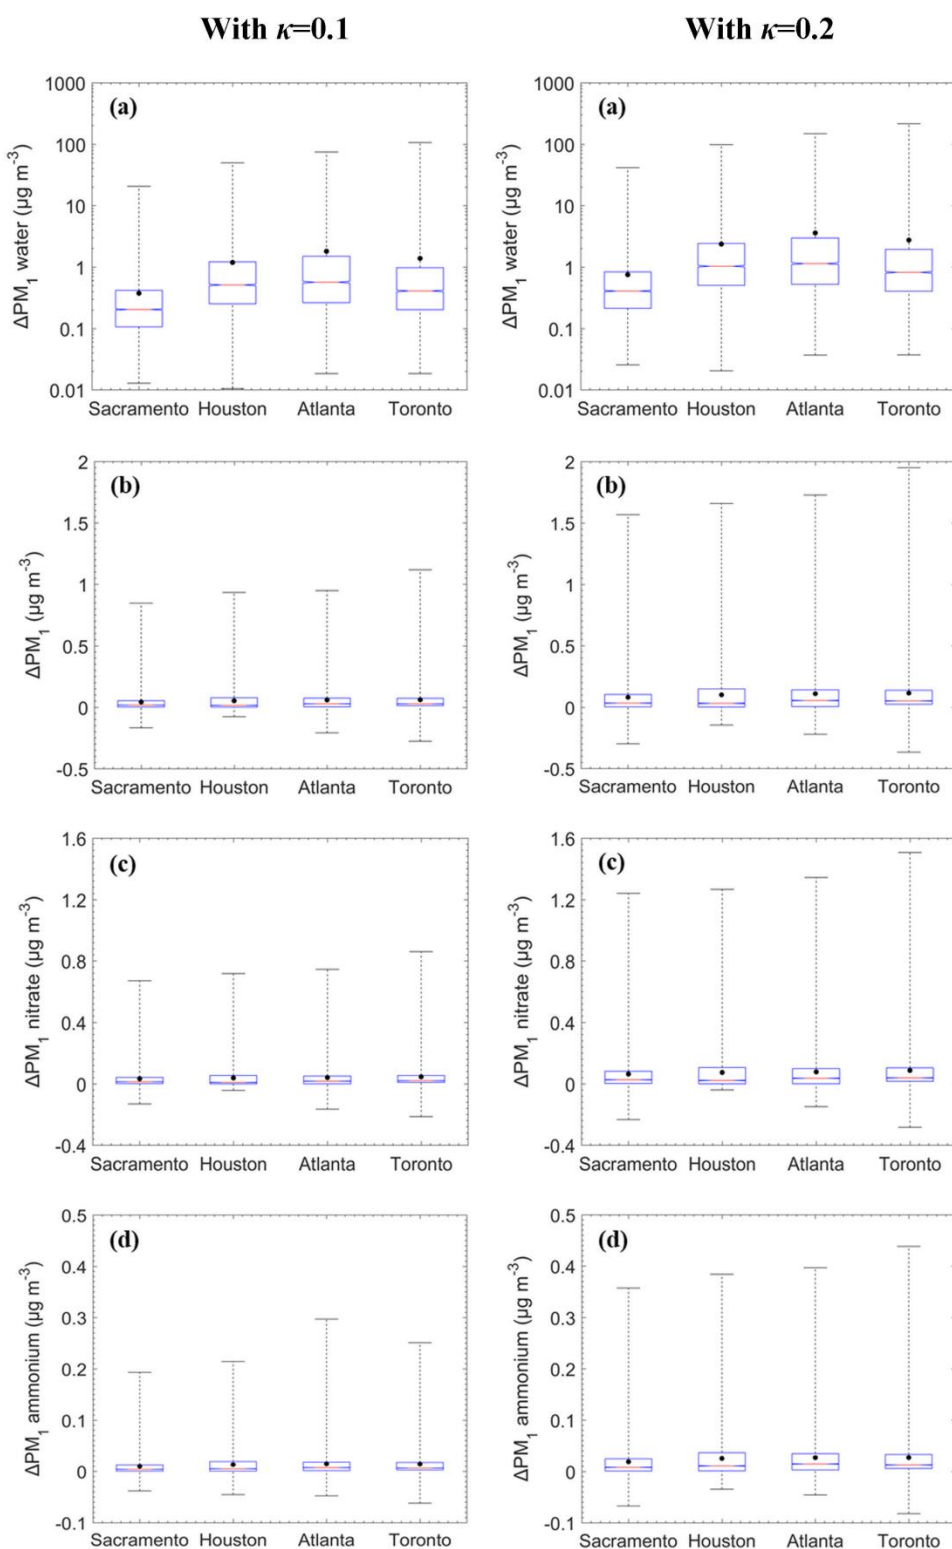 With κ=0.1
With κ=0.2
(a)
ΔPM₁ water (µg m⁻³)
1000
100
10
1
0.1
0.01
Sacramento Houston Atlanta Toronto
(a)
ΔPM₁ water (µg m⁻³)
1000
100
10
1
0.1
0.01
Sacramento Houston Atlanta Toronto
(b)
ΔPM₁ (µg m⁻³)
2
1.5
1
0.5
0
-0.5
Sacramento Houston Atlanta Toronto
(b)
ΔPM₁ (µg m⁻³)
2
1.5
1
0.5
0
-0.5
Sacramento Houston Atlanta Toronto
(c)
ΔPM₁ nitrate (µg m⁻³)
1.6
1.2
0.8
0.4
0
-0.4
Sacramento Houston Atlanta Toronto
(c)
ΔPM₁ nitrate (µg m⁻³)
1.6
1.2
0.8
0.4
0
-0.4
Sacramento Houston Atlanta Toronto
(d)
ΔPM₁ ammonium (µg m⁻³)
0.5
0.4
0.3
0.2
0.1
0
-0.1
Sacramento Houston Atlanta Toronto
(d)
ΔPM₁ ammonium (µg m⁻³)
0.5
0.4
0.3
0.2
0.1
0
-0.1
Sacramento Houston Atlanta Toronto